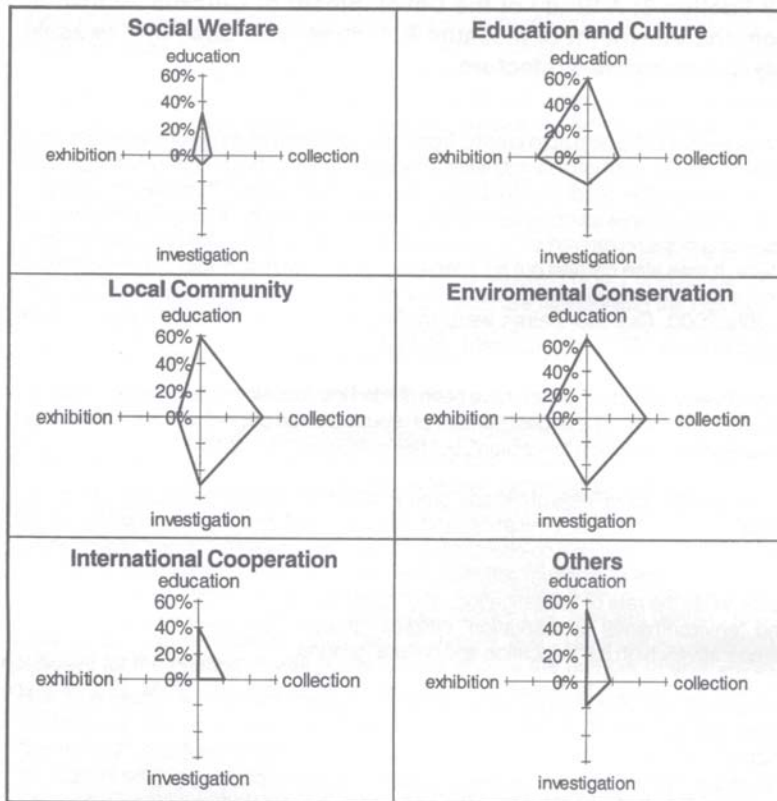 Social Welfare
education
60%
40%
20%
exhibition 0% collection
investigation
Education and Culture
education
60%
40%
20%
exhibition 0% collection
investigation
Local Community
education
60%
40%
20%
exhibition 0% collection
investigation
Enviromental Conservation
education
60%
40%
20%
exhibition 0% collection
investigation
International Cooperation
education
60%
40%
20%
exhibition 0% collection
investigation
Others
education
60%
40%
20%
exhibition 0% collection
investigation